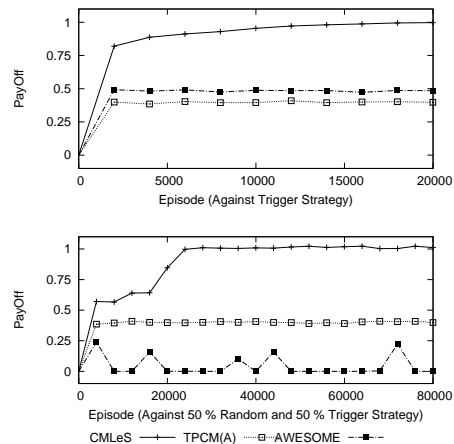 1
0.75
0.5
0.25
0
PayOff
0 5000 10000 15000 20000
Episode (Against Trigger Strategy)
1
0.75
0.5
0.25
0
PayOff
0 10000 20000 30000 40000 50000 60000 70000 80000
Episode (Against 50 % Random and 50 % Trigger Strategy)
CMLeS TPCM(A) AWESOME